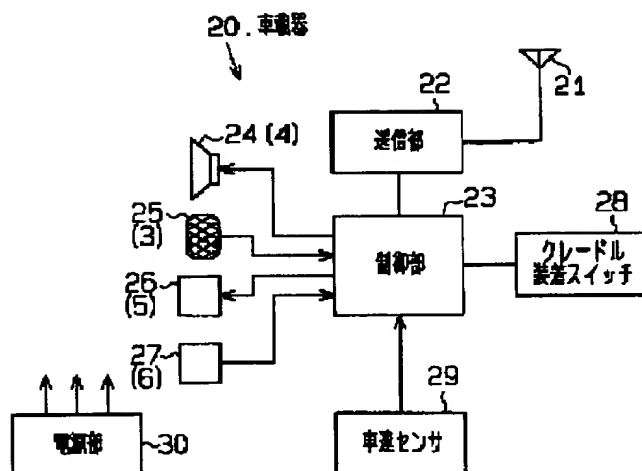 20. 車載器
21
22
送信部
24 (4)
23
制御部
25
(3)
26
(5)
27
(6)
28
クレードル
装着スイッチ
29
車速センサ
電源部
30